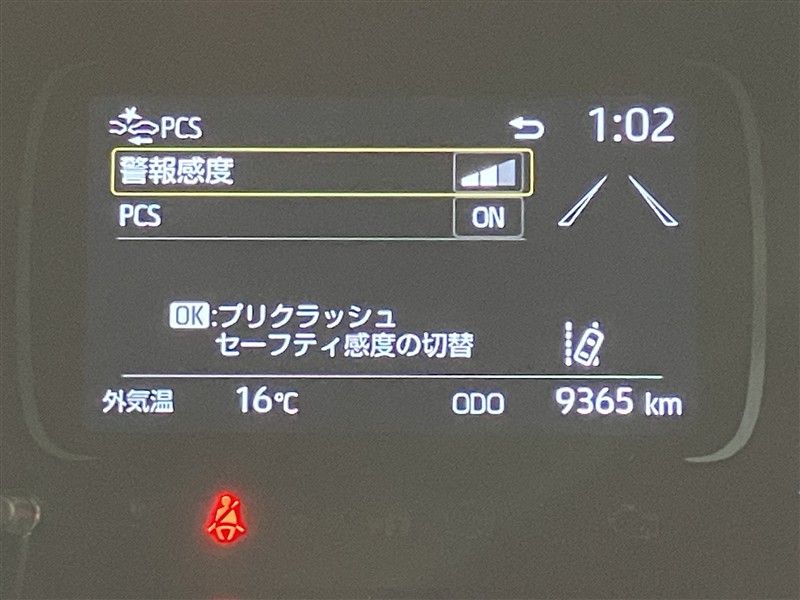 PCS
1:02
警報感度
PCS ON
OK:プリクラッシュ
セーフティ感度の切替
外気温 16℃ ODO 9365 km